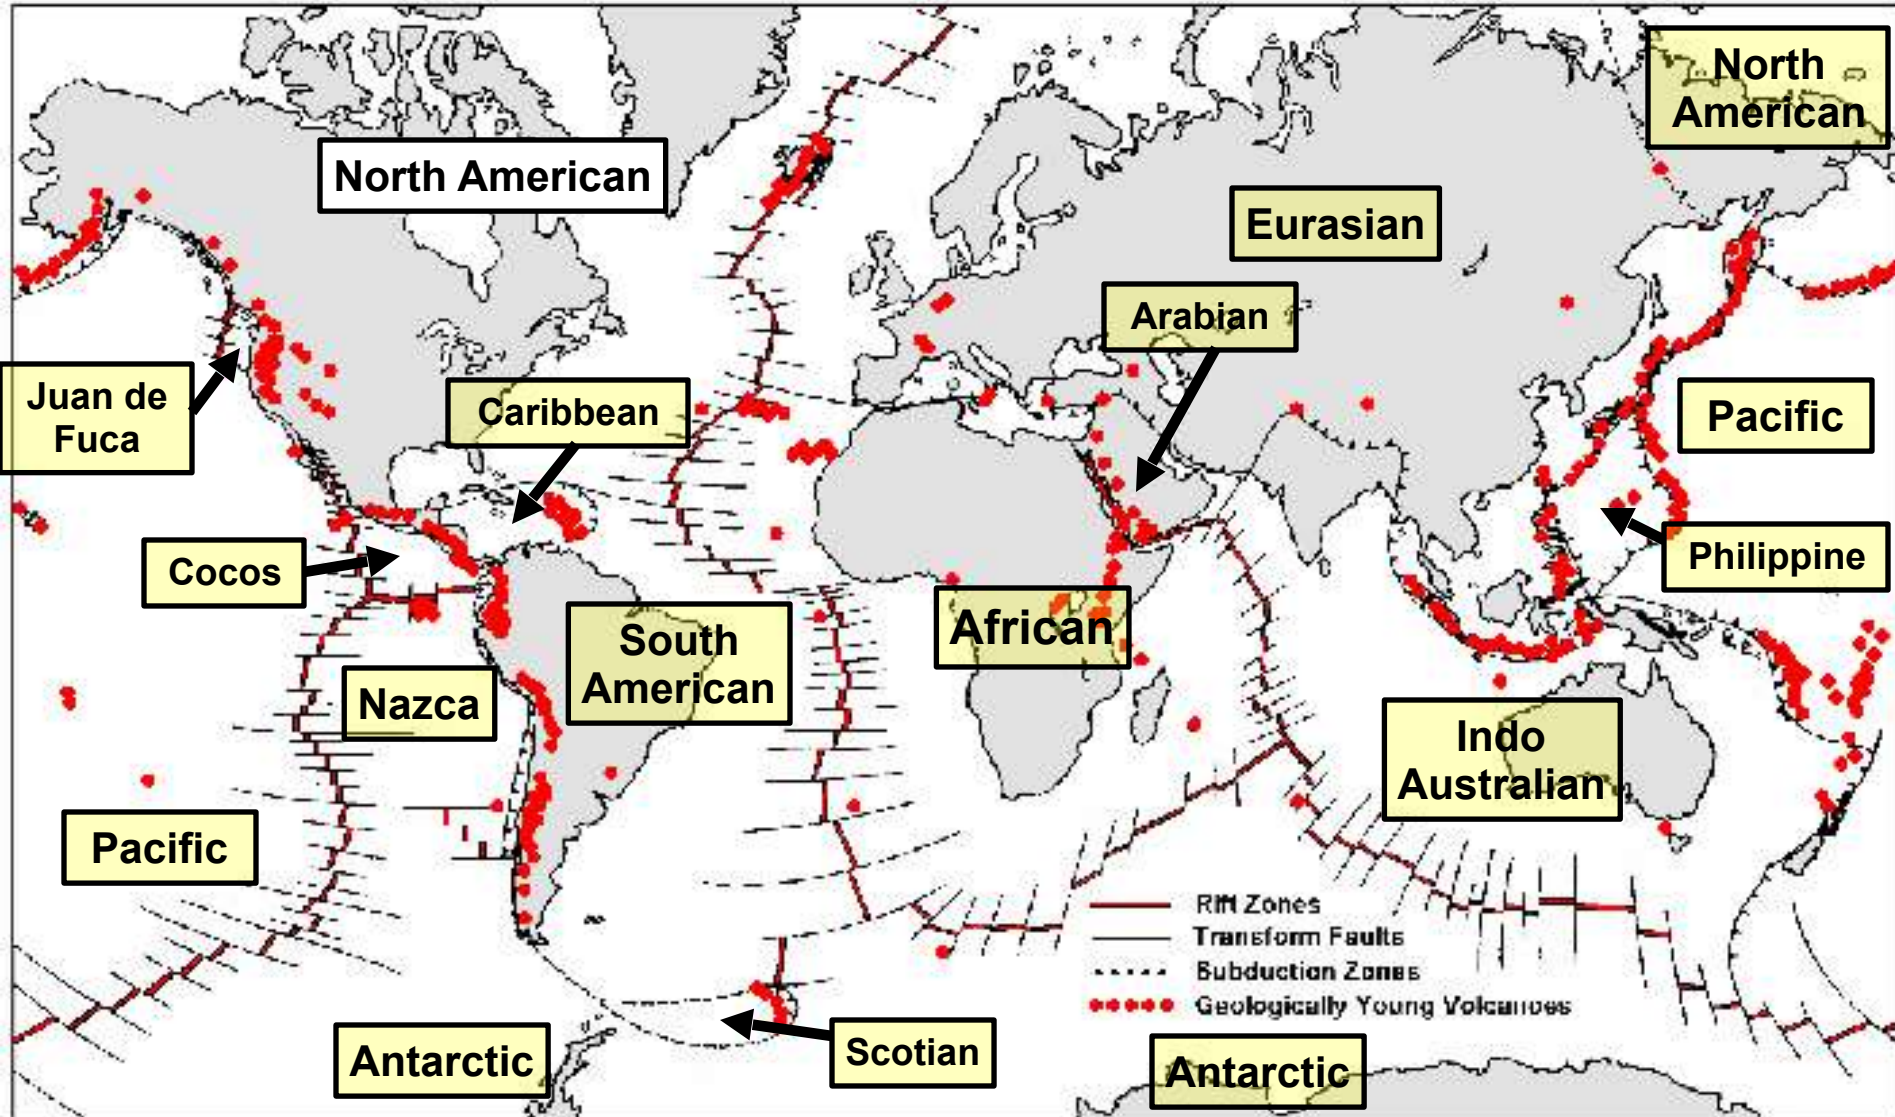 North
American
North American
Eurasian
Arabian
Juan de
Fuca
Caribbean
Pacific
Cocos
Philippine
South
American
African
Nazca
Indo
Australian
Pacific
Rift Zones
Transform Faults
Subduction Zones
Geologically Young Volcanoes
Antarctic
Scotian
Antarctic